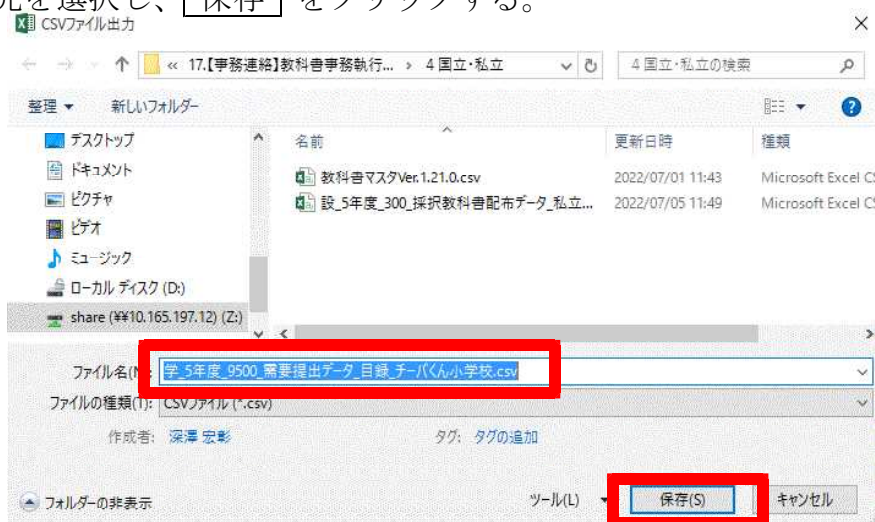 先を選択し、保存 をクリックする。
CSVファイル出力
« 17.【事務連絡】教科書事務執行... › 4 国立・私立
4 国立・私立の検索
整理 ▼ 新しいフォルダー
デスクトップ
ドキュメント
ピクチャ
ビデオ
ミュージック
ローカル ディスク (D:)
share (¥¥10.165.197.12) (Z:)
名前 更新日時 種類
教科書マスタVer.1.21.0.csv 2022/07/01 11:43 Microsoft Excel CS
設_5年度_300_採択教科書配布データ_私立... 2022/07/05 11:49 Microsoft Excel CS
ファイル名(N): 学_5年度_9500_需要提出データ_目録_チーバくん小学校.csv
ファイルの種類(T): CSVファイル (*.csv)
作成者: 深澤 宏彰 タグ: タグの追加
フォルダーの非表示 ツール(L) ▼ 保存(S) キャンセル